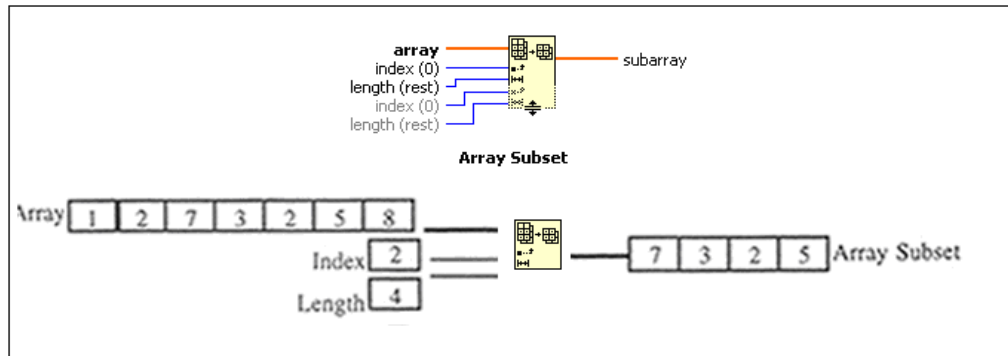 array
index (0)
length (rest)
index (0)
length (rest)
subarray
Array Subset
Array 1 2 7 3 2 5 8
Index 2
7 3 2 5 Array Subset
Length 4